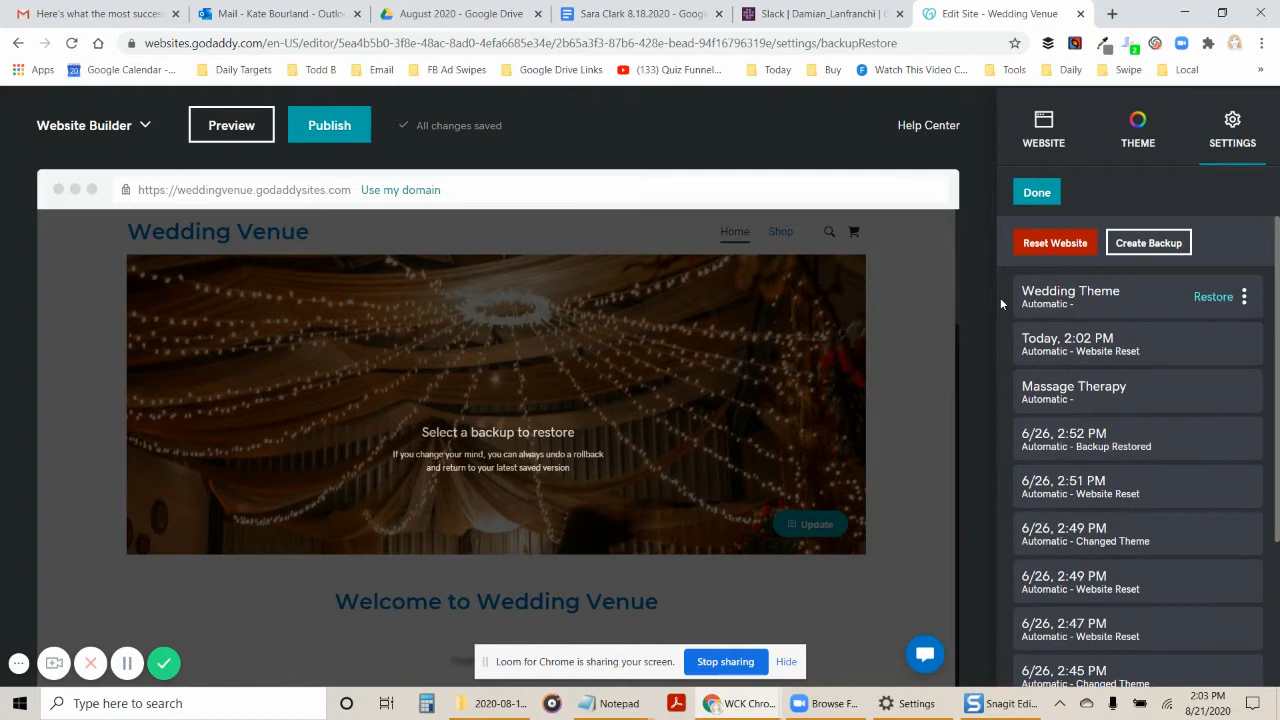 Here's the most succes
Mail - Kate Bourland - Outloo
August 2020 - Google Drive
Sara Clark 8.8.2020 - Googl
Slack | Damian_Lanfranchi | G
Edit Site - Wedding Venue
websites.godaddy.com/en-US/editor/5ea4b5b0-3f8e-4dac-8ad0-4efa6685e34e/2b65a3f3-87b6-428e-bead-94f16796319e/settings/backupRestore
Apps
Google Calendar -...
Daily Targets
Todd B
Email
FB Ad Swipes
Google Drive Links
(133) Quiz Funnel...
Today
Buy
Watch This Video C...
Tools
Daily
Swipe
Local
»
Website Builder
Preview
Publish
All changes saved
Help Center
WEBSITE
THEME
SETTINGS
https://weddingvenue.godaddysites.com
Use my domain
Done
Wedding Venue
Home
Shop
Reset Website
Create Backup
Wedding Theme
Automatic -
Restore
Today, 2:02 PM
Automatic - Website Reset
Massage Therapy
Automatic -
6/26, 2:52 PM
Automatic - Backup Restored
6/26, 2:51 PM
Automatic - Website Reset
6/26, 2:49 PM
Automatic - Changed Theme
6/26, 2:49 PM
Automatic - Website Reset
6/26, 2:47 PM
Automatic - Website Reset
6/26, 2:45 PM
Automatic - Changed Theme
Select a backup to restore
If you change your mind, you can always undo a rollback
and return to your latest saved version
Update
Welcome to Wedding Venue
Loom for Chrome is sharing your screen.
Stop sharing
Hide
Type here to search
2020-08-1...
Notepad
WCK Chro...
Browse F...
Settings
Snagit Edi...
2:03 PM
8/21/2020